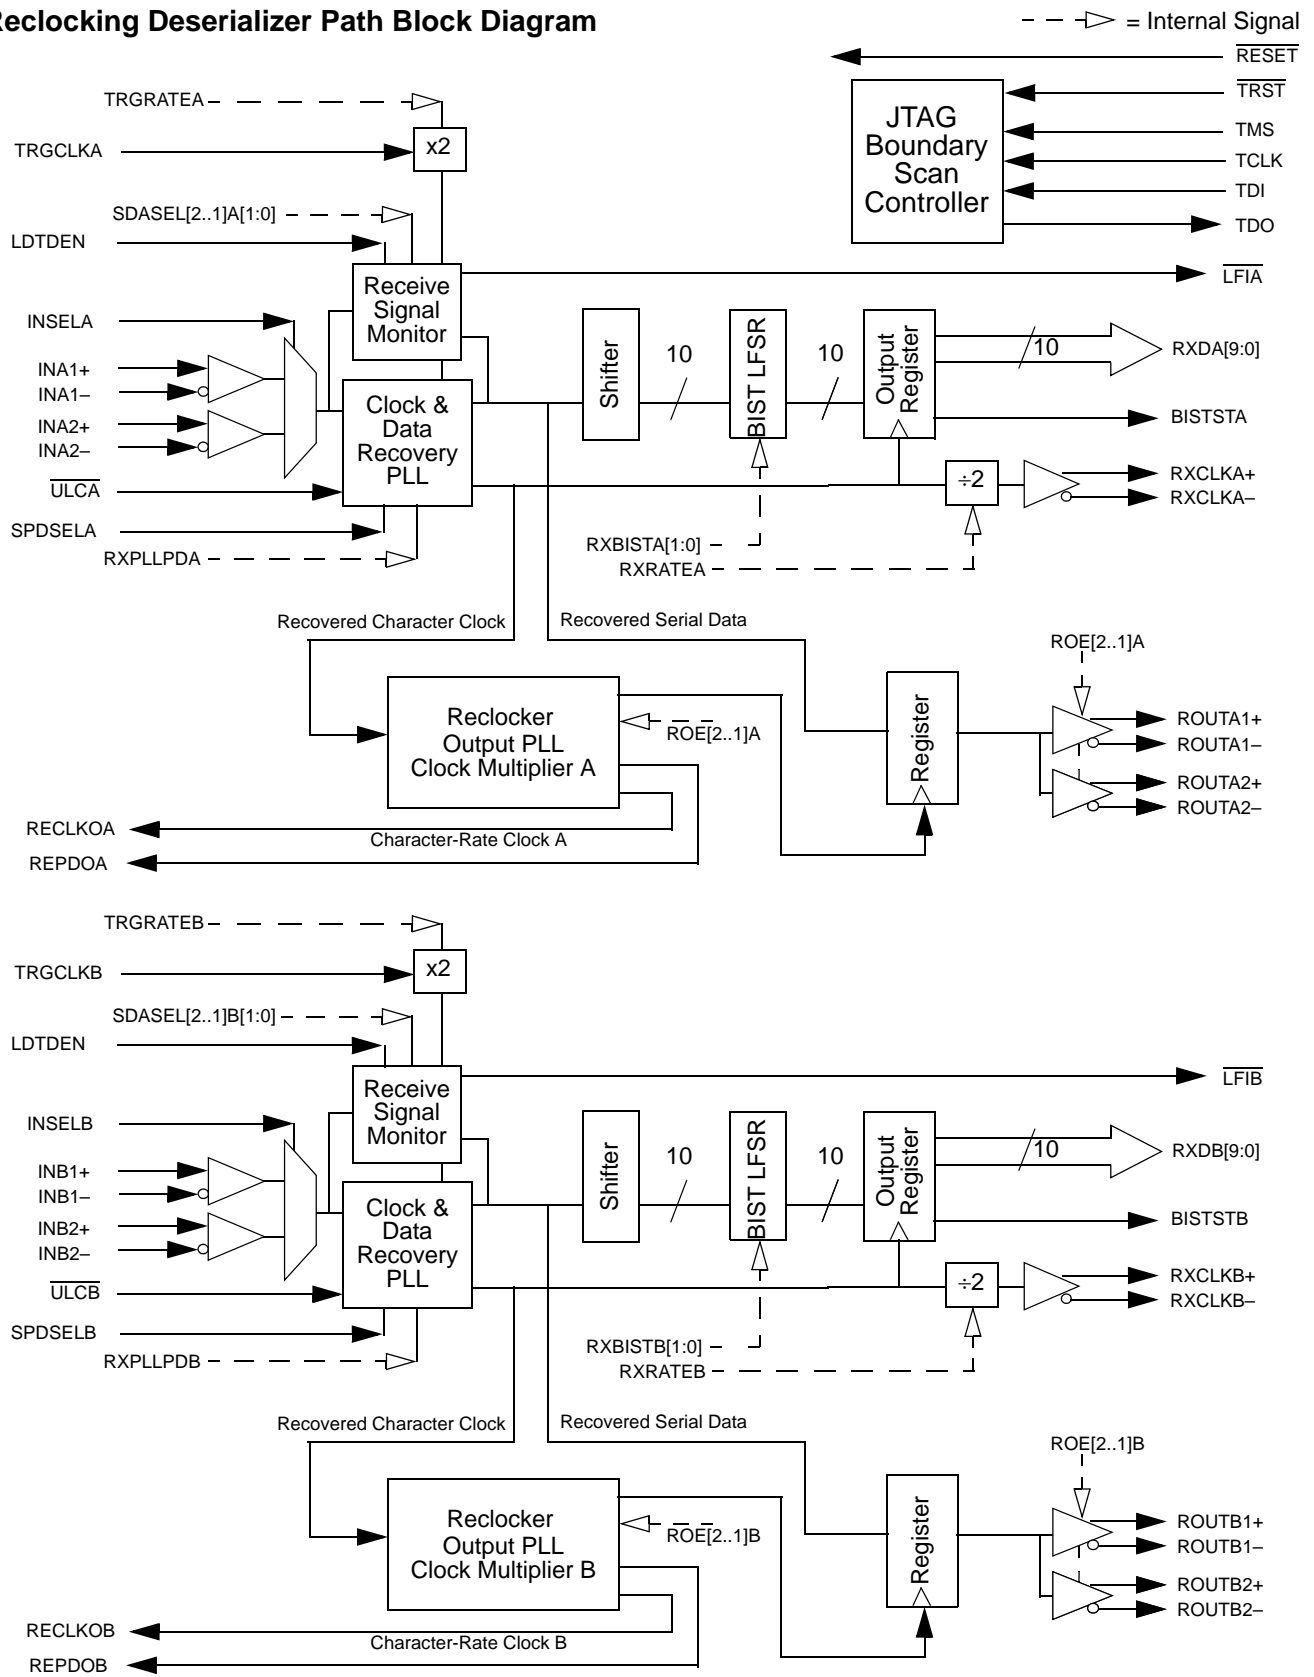 Reclocking Deserializer Path Block Diagram
= Internal Signal
RESET
TRST
TMS
TCLK
TDI
TDO
JTAG
Boundary
Scan
Controller
TRGRATEA
TRGCLKA
x2
SDASEL[2..1]A[1:0]
LDTDEN
Receive
Signal
Monitor
LFIA
INSELA
INA1+
INA1–
INA2+
INA2–
ULCA
SPDSELA
RXPLLPDA
Clock &
Data
Recovery
PLL
Shifter
10
BIST LFSR
10
Output
Register
10
RXDA[9:0]
BISTSTA
÷2
RXCLKA+
RXCLKA–
RXBISTA[1:0]
RXRATEA
Recovered Character Clock
Recovered Serial Data
Reclocker
Output PLL
Clock Multiplier A
ROE[2..1]A
Register
ROE[2..1]A
ROUTA1+
ROUTA1–
ROUTA2+
ROUTA2–
RECLKOA
Character-Rate Clock A
REPDOA
TRGRATEB
TRGCLKB
x2
SDASEL[2..1]B[1:0]
LDTDEN
Receive
Signal
Monitor
LFIB
INSELB
INB1+
INB1–
INB2+
INB2–
ULCB
SPDSELB
RXPLLPDB
Clock &
Data
Recovery
PLL
Shifter
10
BIST LFSR
10
Output
Register
10
RXDB[9:0]
BISTSTB
÷2
RXCLKB+
RXCLKB–
RXBISTB[1:0]
RXRATEB
Recovered Character Clock
Recovered Serial Data
Reclocker
Output PLL
Clock Multiplier B
ROE[2..1]B
Register
ROE[2..1]B
ROUTB1+
ROUTB1–
ROUTB2+
ROUTB2–
RECLKOB
Character-Rate Clock B
REPDOB